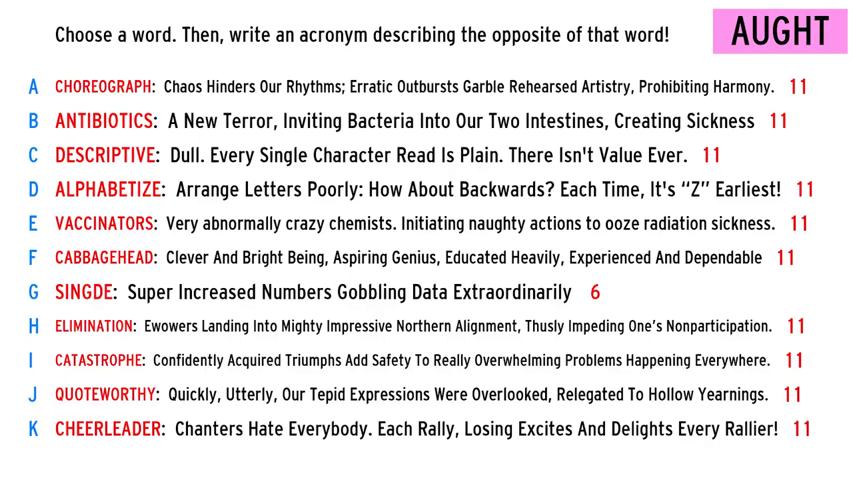 Choose a word. Then, write an acronym describing the opposite of that word!
AUGHT
A CHOREOGRAPH: Chaos Hinders Our Rhythms; Erratic Outbursts Garble Rehearsed Artistry, Prohibiting Harmony. 11
B ANTIBIOTICS: A New Terror, Inviting Bacteria Into Our Two Intestines, Creating Sickness 11
C DESCRIPTIVE: Dull. Every Single Character Read Is Plain. There Isn't Value Ever. 11
D ALPHABETIZE: Arrange Letters Poorly: How About Backwards? Each Time, It's “Z” Earliest! 11
E VACCINATORS: Very abnormally crazy chemists. Initiating naughty actions to ooze radiation sickness. 11
F CABBAGEHEAD: Clever And Bright Being, Aspiring Genius, Educated Heavily, Experienced And Dependable 11
G SINGDE: Super Increased Numbers Gobbling Data Extraordinarily 6
H ELIMINATION: Ewowers Landing Into Mighty Impressive Northern Alignment, Thusly Impeding One’s Nonparticipation. 11
I CATASTROPHE: Confidently Acquired Triumphs Add Safety To Really Overwhelming Problems Happening Everywhere. 11
J QUOTEWORTHY: Quickly, Utterly, Our Tepid Expressions Were Overlooked, Relegated To Hollow Yearnings. 11
K CHEERLEADER: Chanters Hate Everybody. Each Rally, Losing Excites And Delights Every Rallier! 11